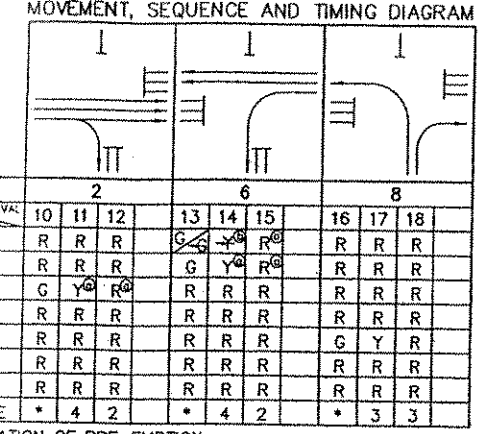 MOVEMENT, SEQUENCE AND TIMING DIAGRAM
2 6 8
VAL 10 11 12 13 14 15 16 17 18
R R R G/G Y G R G R R R
R R R G Y G R G R R R
G Y G R G R R R R R R
R R R R R R R R R
R R R R R R G Y R
R R R R R R R R R
R R R R R R R R R
E * 4 2 * 4 2 * 3 3